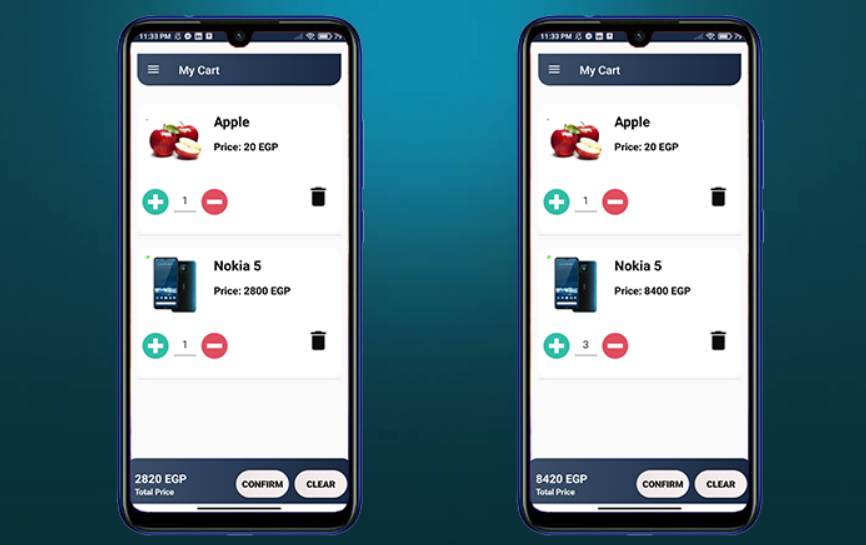 11:33 PM
My Cart
Apple
Price: 20 EGP
1
Nokia 5
Price: 2800 EGP
1
2820 EGP
Total Price
CONFIRM
CLEAR
11:33 PM
My Cart
Apple
Price: 20 EGP
1
Nokia 5
Price: 8400 EGP
3
8420 EGP
Total Price
CONFIRM
CLEAR